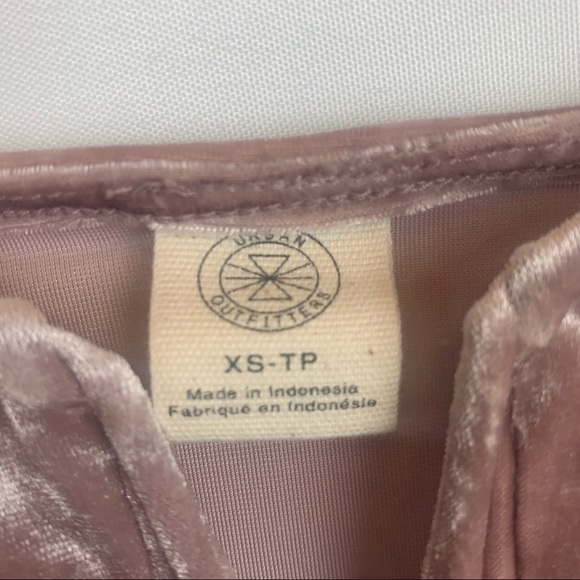 URBAN
OUTFITTERS
XS-TP
Made in Indonesia
Fabriqué en Indonésie